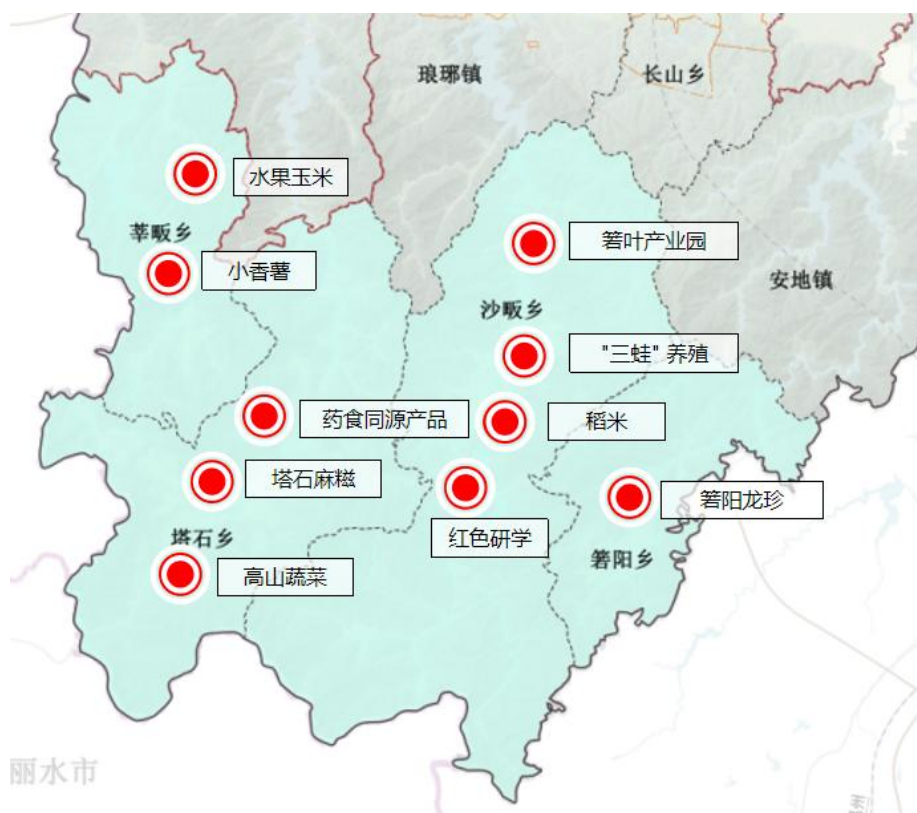 琅琊镇
长山乡
水果玉米
莘畈乡
箬叶产业园
小香薯
安地镇
沙畈乡
"三蛙" 养殖
药食同源产品
稻米
塔石麻糍
箬阳龙珍
塔石乡
红色研学
箬阳乡
高山蔬菜
丽水市